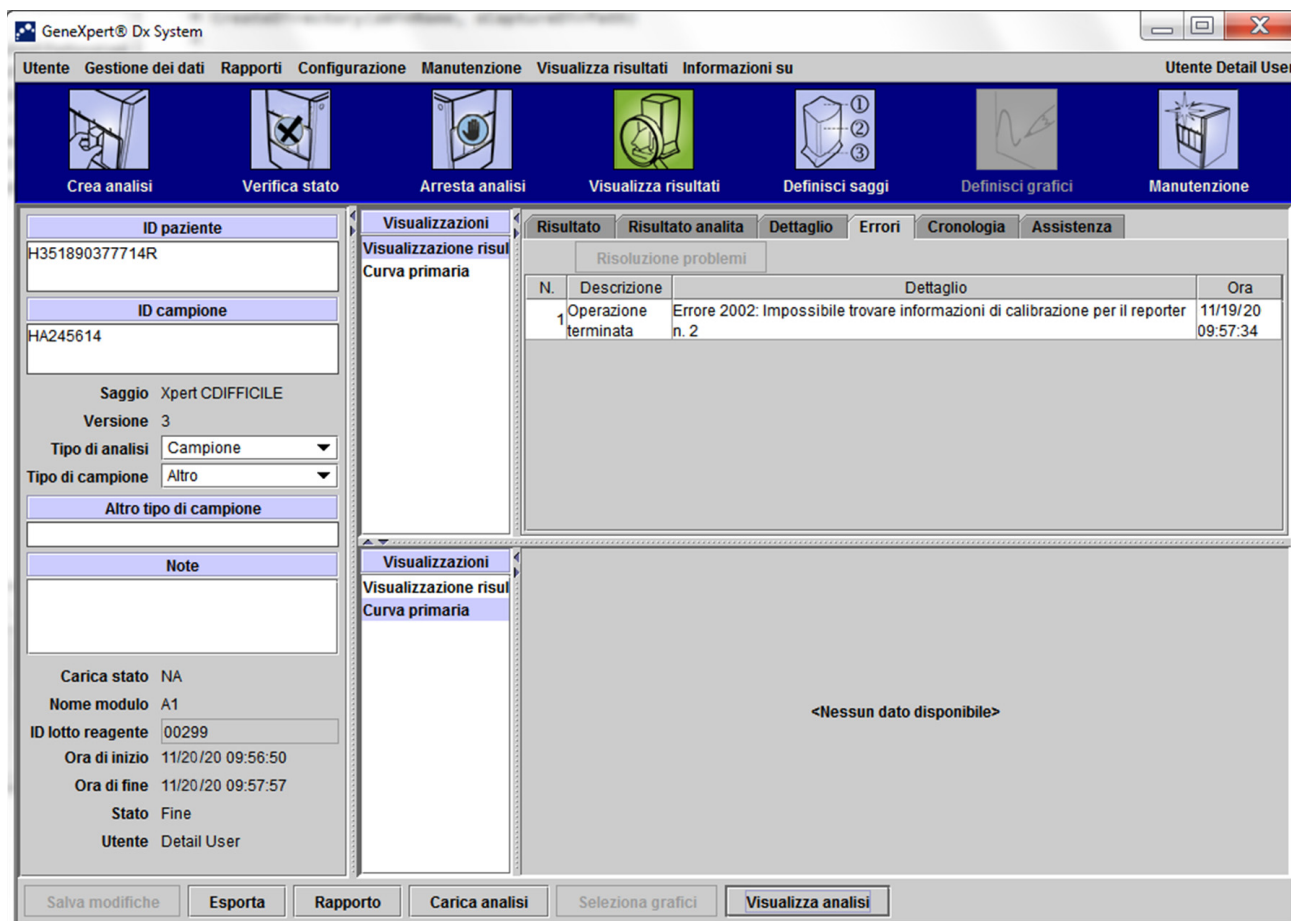 GeneXpert® Dx System
Utente Gestione dei dati Rapporti Configurazione Manutenzione Visualizza risultati Informazioni su Utente Detail User
Crea analisi Verifica stato Arresta analisi Visualizza risultati Definisci saggi Definisci grafici Manutenzione
ID paziente
H351890377714R
ID campione
HA245614
Saggio Xpert CDIFFICILE
Versione 3
Tipo di analisi Campione
Tipo di campione Altro
Altro tipo di campione
Note
Carica stato NA
Nome modulo A1
ID lotto reagente 00299
Ora di inizio 11/20/20 09:56:50
Ora di fine 11/20/20 09:57:57
Stato Fine
Utente Detail User
Visualizzazioni
Visualizzazione risul
Curva primaria
Risultato Risultato analita Dettaglio Errori Cronologia Assistenza
Risoluzione problemi
N. Descrizione Dettaglio Ora
1 Operazione terminata Errore 2002: Impossibile trovare informazioni di calibrazione per il reporter n. 2 11/19/20 09:57:34
Visualizzazioni
Visualizzazione risul
Curva primaria
<Nessun dato disponibile>
Salva modifiche Esporta Rapporto Carica analisi Seleziona grafici Visualizza analisi